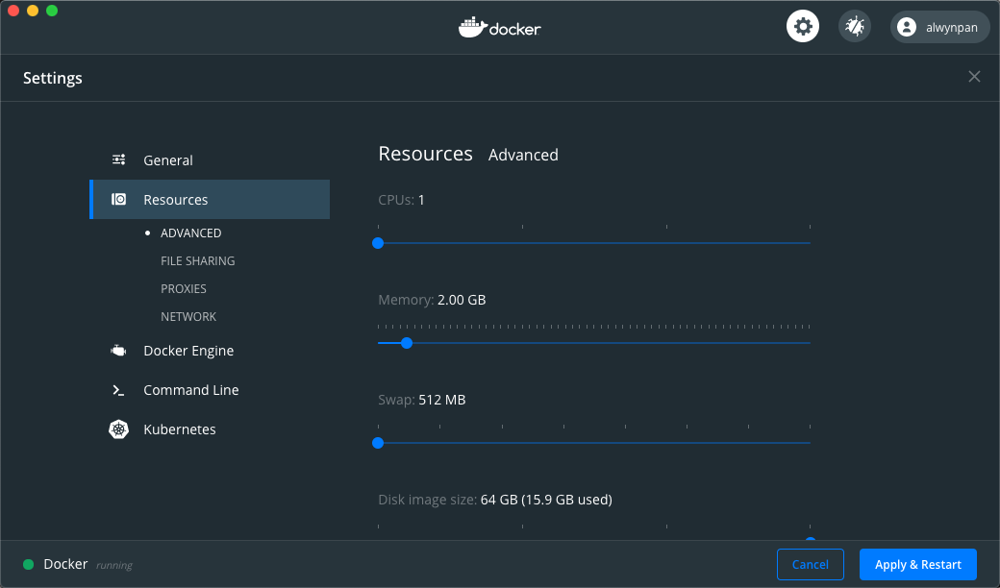 docker
alwynpan
Settings
General
Resources
ADVANCED
FILE SHARING
PROXIES
NETWORK
Docker Engine
Command Line
Kubernetes
Resources Advanced
CPUs: 1
Memory: 2.00 GB
Swap: 512 MB
Disk image size: 64 GB (15.9 GB used)
Docker running
Cancel
Apply & Restart